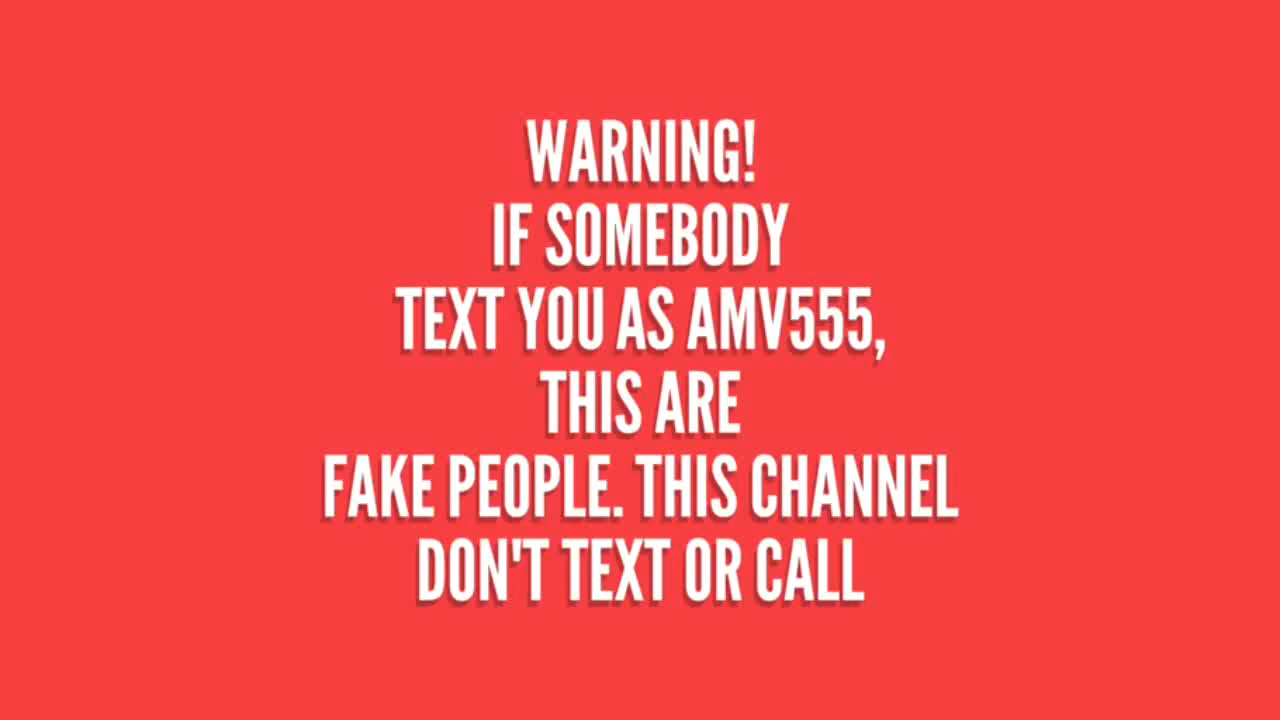 WARNING!
IF SOMEBODY
TEXT YOU AS AMV555,
THIS ARE
FAKE PEOPLE. THIS CHANNEL
DON'T TEXT OR CALL